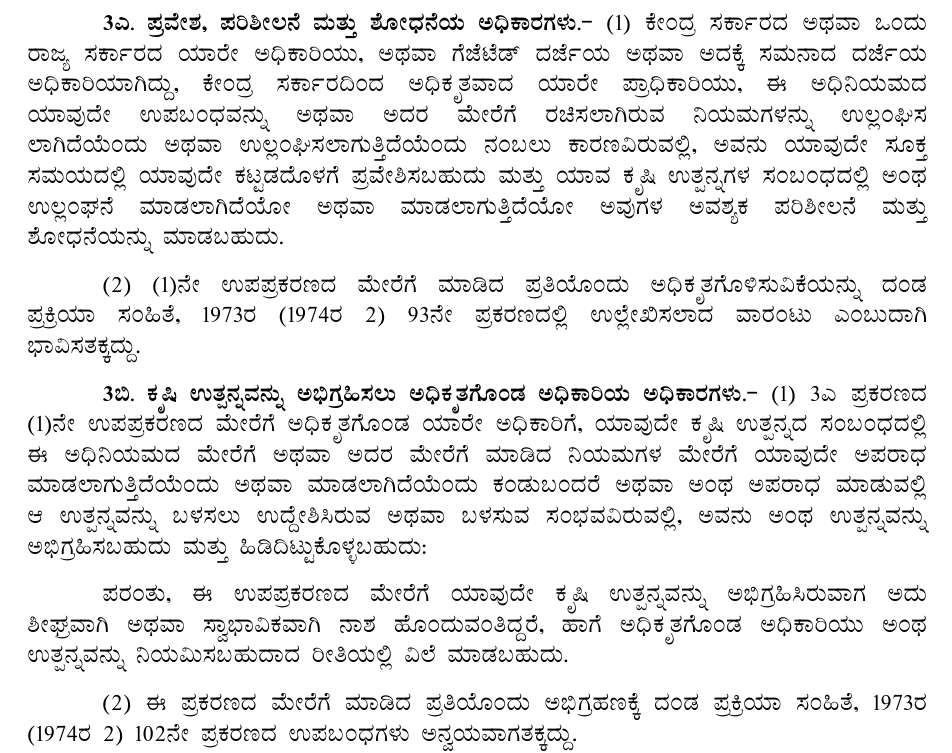 3ಎ. ಪ್ರವೇಶ, ಪರಿಶೀಲನೆ ಮತ್ತು ಶೋಧನೆಯ ಅಧಿಕಾರಗಳು.– (1) ಕೇಂದ್ರ ಸರ್ಕಾರದ ಅಥವಾ ಒಂದು
ರಾಜ್ಯ ಸರ್ಕಾರದ ಯಾರೇ ಅಧಿಕಾರಿಯು, ಅಥವಾ ಗೆಜೆಟೆಡ್ ದರ್ಜೆಯ ಅಥವಾ ಅದಕ್ಕೆ ಸಮನಾದ ದರ್ಜೆಯ
ಅಧಿಕಾರಿಯಾಗಿದ್ದು, ಕೇಂದ್ರ ಸರ್ಕಾರದಿಂದ ಅಧಿಕೃತವಾದ ಯಾರೇ ಪ್ರಾಧಿಕಾರಿಯು, ಈ ಅಧಿನಿಯಮದ
ಯಾವುದೇ ಉಪಬಂಧವನ್ನು ಅಥವಾ ಅದರ ಮೇರೆಗೆ ರಚಿಸಲಾಗಿರುವ ನಿಯಮಗಳನ್ನು ಉಲ್ಲಂಘಿಸ
ಲಾಗಿದೆಯೆಂದು ಅಥವಾ ಉಲ್ಲಂಘಿಸಲಾಗುತ್ತಿದೆಯೆಂದು ನಂಬಲು ಕಾರಣವಿರುವಲ್ಲಿ, ಅವನು ಯಾವುದೇ ಸೂಕ್ತ
ಸಮಯದಲ್ಲಿ ಯಾವುದೇ ಕಟ್ಟಡದೊಳಗೆ ಪ್ರವೇಶಿಸಬಹುದು ಮತ್ತು ಯಾವ ಕೃಷಿ ಉತ್ಪನ್ನಗಳ ಸಂಬಂಧದಲ್ಲಿ ಅಂಥ
ಉಲ್ಲಂಘನೆ ಮಾಡಲಾಗಿದೆಯೋ ಅಥವಾ ಮಾಡಲಾಗುತ್ತಿದೆಯೋ ಅವುಗಳ ಅವಶ್ಯಕ ಪರಿಶೀಲನೆ ಮತ್ತು
ಶೋಧನೆಯನ್ನು ಮಾಡಬಹುದು.
(2) (1)ನೇ ಉಪಪ್ರಕರಣದ ಮೇರೆಗೆ ಮಾಡಿದ ಪ್ರತಿಯೊಂದು ಅಧಿಕೃತಗೊಳಿಸುವಿಕೆಯನ್ನು ದಂಡ
ಪ್ರಕ್ರಿಯಾ ಸಂಹಿತೆ, 1973ರ (1974ರ 2) 93ನೇ ಪ್ರಕರಣದಲ್ಲಿ ಉಲ್ಲೇಖಿಸಲಾದ ವಾರಂಟು ಎಂಬುದಾಗಿ
ಭಾವಿಸತಕ್ಕದ್ದು.
3ಬಿ. ಕೃಷಿ ಉತ್ಪನ್ನವನ್ನು ಅಭಿಗ್ರಹಿಸಲು ಅಧಿಕೃತಗೊಂಡ ಅಧಿಕಾರಿಯ ಅಧಿಕಾರಗಳು.– (1) 3ಎ ಪ್ರಕರಣದ
(1)ನೇ ಉಪಪ್ರಕರಣದ ಮೇರೆಗೆ ಅಧಿಕೃತಗೊಂಡ ಯಾರೇ ಅಧಿಕಾರಿಗೆ, ಯಾವುದೇ ಕೃಷಿ ಉತ್ಪನ್ನದ ಸಂಬಂಧದಲ್ಲಿ
ಈ ಅಧಿನಿಯಮದ ಮೇರೆಗೆ ಅಥವಾ ಅದರ ಮೇರೆಗೆ ಮಾಡಿದ ನಿಯಮಗಳ ಮೇರೆಗೆ ಯಾವುದೇ ಅಪರಾಧ
ಮಾಡಲಾಗುತ್ತಿದೆಯೆಂದು ಅಥವಾ ಮಾಡಲಾಗಿದೆಯೆಂದು ಕಂಡುಬಂದರೆ ಅಥವಾ ಅಂಥ ಅಪರಾಧ ಮಾಡುವಲ್ಲಿ
ಆ ಉತ್ಪನ್ನವನ್ನು ಬಳಸಲು ಉದ್ದೇಶಿಸಿರುವ ಅಥವಾ ಬಳಸುವ ಸಂಭವವಿರುವಲ್ಲಿ, ಅವನು ಅಂಥ ಉತ್ಪನ್ನವನ್ನು
ಅಭಿಗ್ರಹಿಸಬಹುದು ಮತ್ತು ಹಿಡಿದಿಟ್ಟುಕೊಳ್ಳಬಹುದು:
ಪರಂತು, ಈ ಉಪಪ್ರಕರಣದ ಮೇರೆಗೆ ಯಾವುದೇ ಕೃಷಿ ಉತ್ಪನ್ನವನ್ನು ಅಭಿಗ್ರಹಿಸಿರುವಾಗ ಅದು
ಶೀಘ್ರವಾಗಿ ಅಥವಾ ಸ್ವಾಭಾವಿಕವಾಗಿ ನಾಶ ಹೊಂದುವಂತಿದ್ದರೆ, ಹಾಗೆ ಅಧಿಕೃತಗೊಂಡ ಅಧಿಕಾರಿಯು ಅಂಥ
ಉತ್ಪನ್ನವನ್ನು ನಿಯಮಿಸಬಹುದಾದ ರೀತಿಯಲ್ಲಿ ವಿಲೆ ಮಾಡಬಹುದು.
(2) ಈ ಪ್ರಕರಣದ ಮೇರೆಗೆ ಮಾಡಿದ ಪ್ರತಿಯೊಂದು ಅಭಿಗ್ರಹಣಕ್ಕೆ ದಂಡ ಪ್ರಕ್ರಿಯಾ ಸಂಹಿತೆ, 1973ರ
(1974ರ 2) 102ನೇ ಪ್ರಕರಣದ ಉಪಬಂಧಗಳು ಅನ್ವಯವಾಗತಕ್ಕದ್ದು.